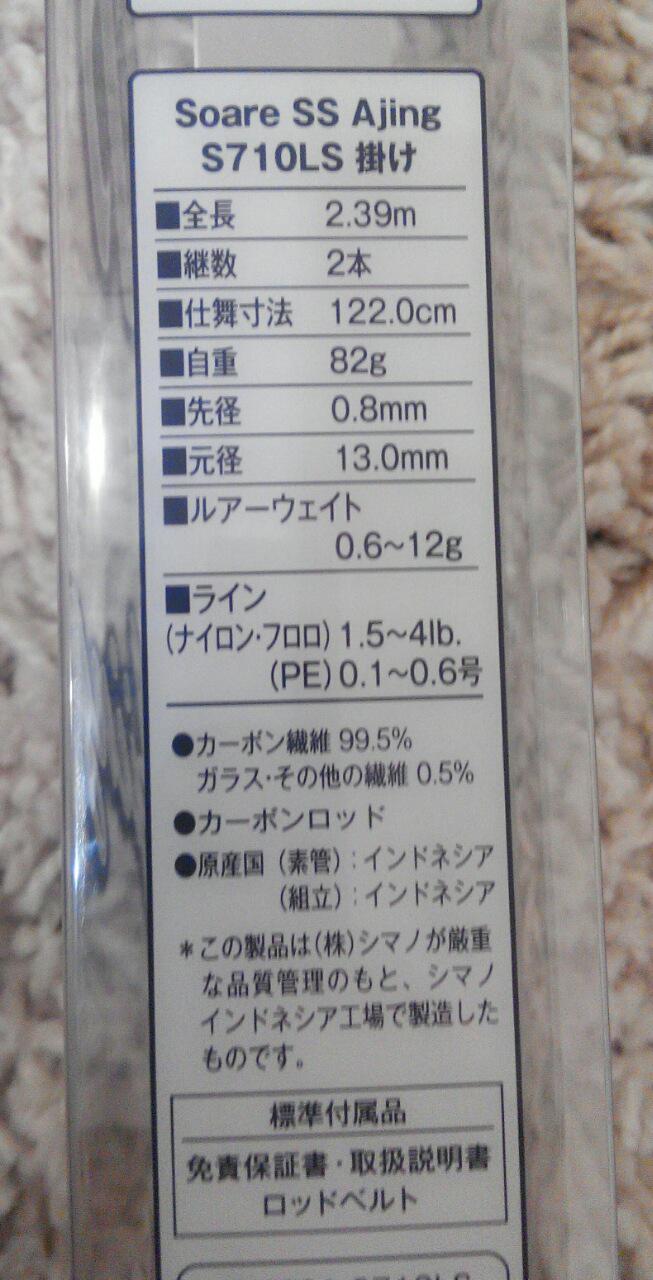 Soare SS Ajing
S710LS 掛け
■全長 2.39m
■継数 2本
■仕舞寸法 122.0cm
■自重 82g
■先径 0.8mm
■元径 13.0mm
■ルアーウェイト
0.6~12g
■ライン
(ナイロン・フロロ) 1.5~4lb.
(PE) 0.1~0.6号
●カーボン繊維 99.5%
ガラス・その他の繊維 0.5%
●カーボンロッド
●原産国 (素管) : インドネシア
(組立) : インドネシア
*この製品は(株)シマノが厳重
な品質管理のもと、シマノ
インドネシア工場で製造した
ものです。
標準付属品
免責保証書・取扱説明書
ロッドベルト